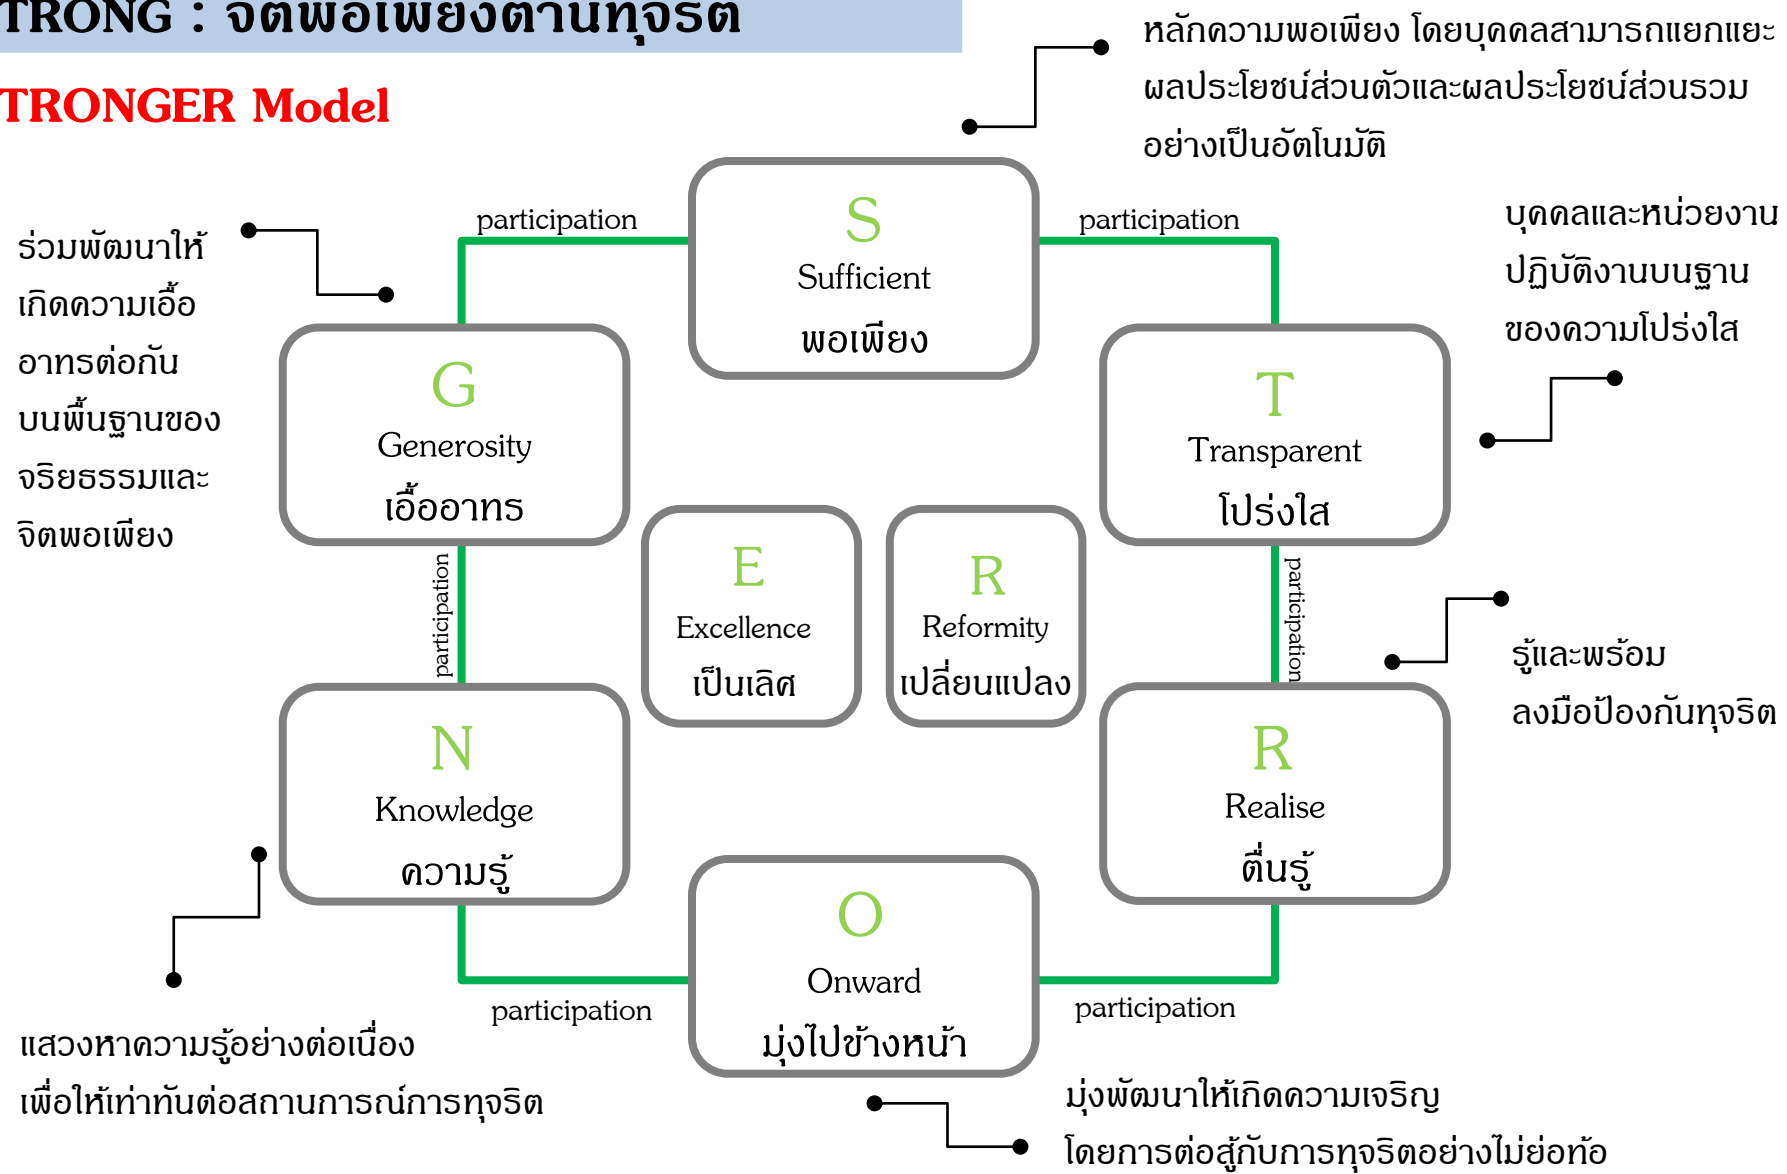 TRONG : จิตพอเพียงต้านทุจริต
TRONGER Model
หลักความพอเพียง โดยบุคคลสามารถแยกแยะ
ผลประโยชน์ส่วนตัวและผลประโยชน์ส่วนรวม
อย่างเป็นอัตโนมัติ
participation
S
Sufficient
พอเพียง
participation
บุคคลและหน่วยงาน
ปฏิบัติงานบนฐาน
ของความโปร่งใส
ร่วมพัฒนาให้
เกิดความเอื้อ
อาทรต่อกัน
บนพื้นฐานของ
จริยธรรมและ
จิตพอเพียง
G
Generosity
เอื้ออาทร
T
Transparent
โปร่งใส
participation
E
Excellence
เป็นเลิศ
R
Reformity
เปลี่ยนแปลง
participation
รู้และพร้อม
ลงมือป้องกันทุจริต
N
Knowledge
ความรู้
R
Realise
ตื่นรู้
participation
O
Onward
มุ่งไปข้างหน้า
participation
แสวงหาความรู้อย่างต่อเนื่อง
เพื่อให้เท่าทันต่อสถานการณ์การทุจริต
มุ่งพัฒนาให้เกิดความเจริญ
โดยการต่อสู้กับการทุจริตอย่างไม่ย่อท้อ